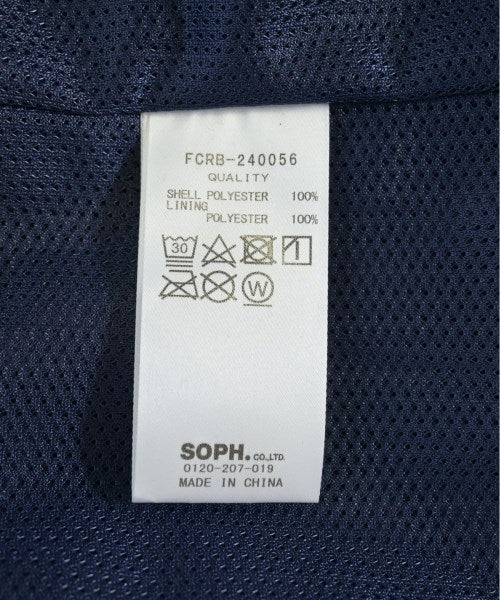 FCRB-240056
QUALITY
SHELL POLYESTER 100%
LINING
POLYESTER 100%
30
W
SOPH.CO.,LTD.
0120-207-019
MADE IN CHINA